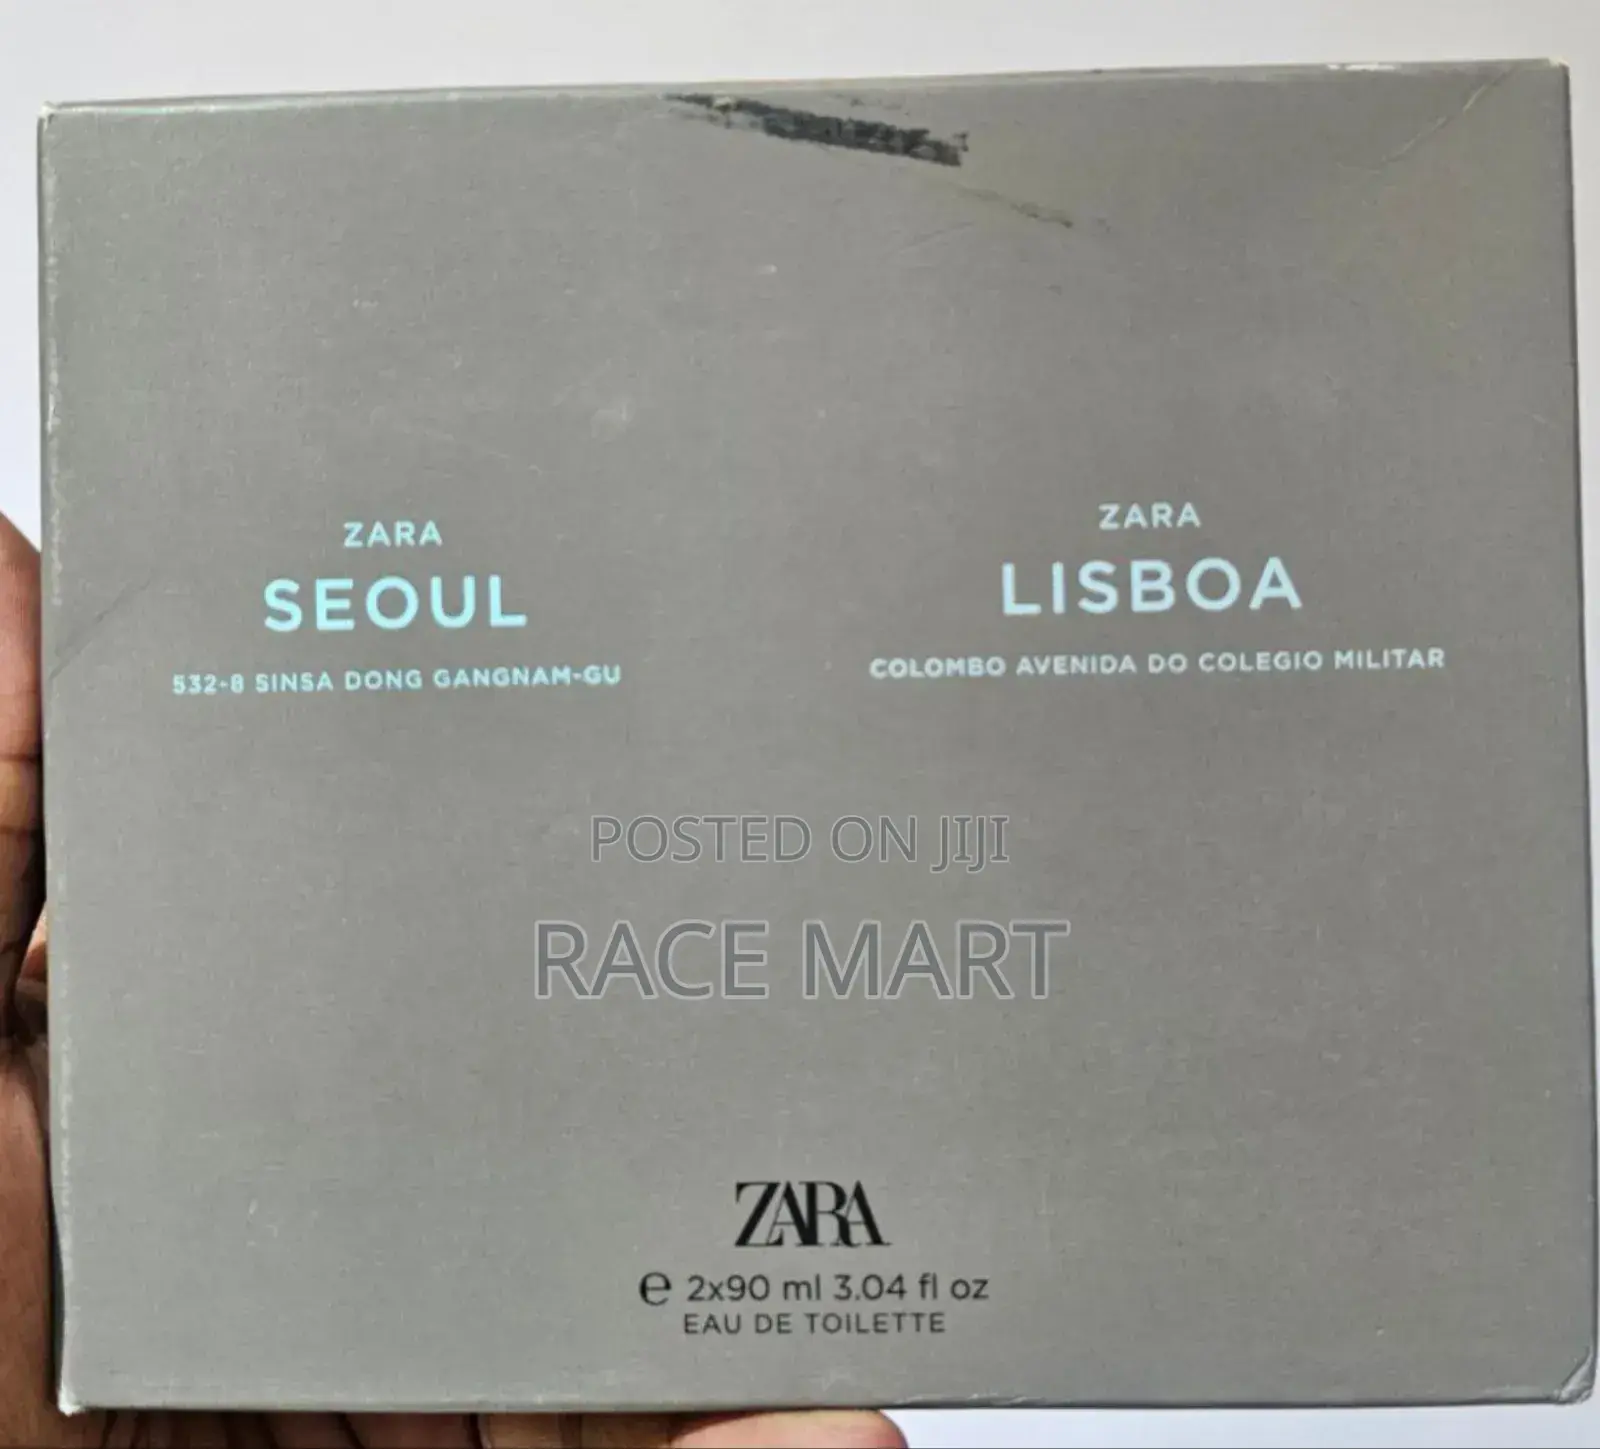 ZARA
SEOUL
532-8 SINSA DONG GANGNAM-GU
ZARA
LISBOA
COLOMBO AVENIDA DO COLEGIO MILITAR
POSTED ON JIJI
RACE MART
ZARA
e 2x90 ml 3.04 fl oz
EAU DE TOILETTE